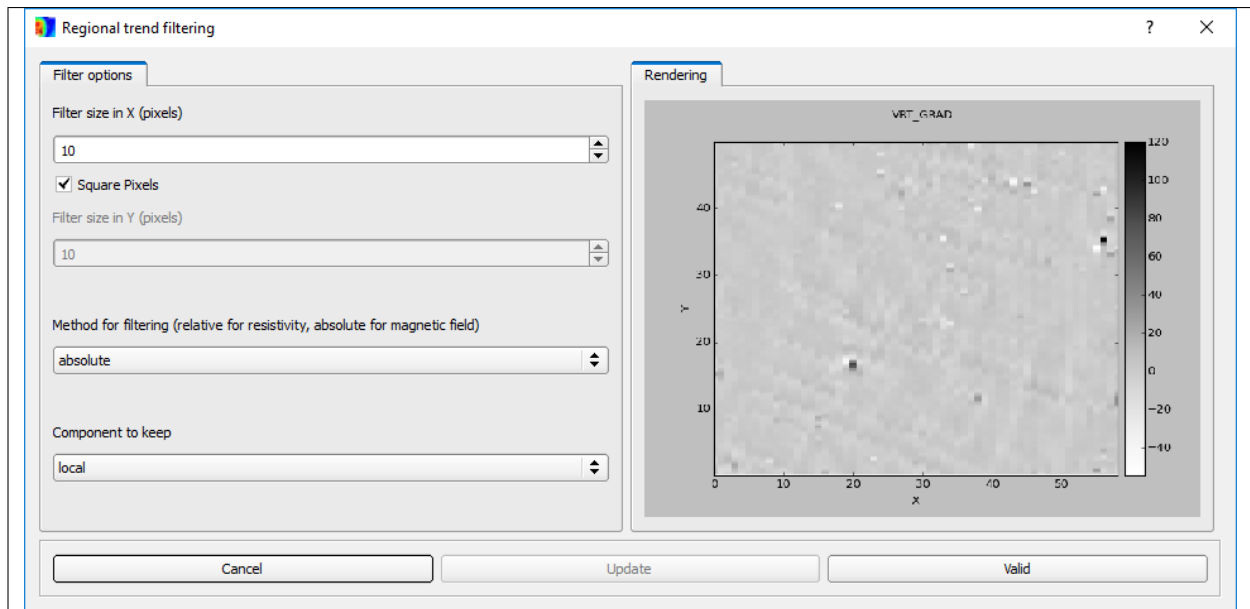 Regional trend filtering
?
Filter options
Filter size in X (pixels)
10
Square Pixels
Filter size in Y (pixels)
10
Method for filtering (relative for resistivity, absolute for magnetic field)
absolute
Component to keep
local
Rendering
VRT_GRAD
120
100
80
60
40
20
0
−20
−40
Y
40
30
20
10
0
10
20
30
40
50
X
Cancel
Update
Valid